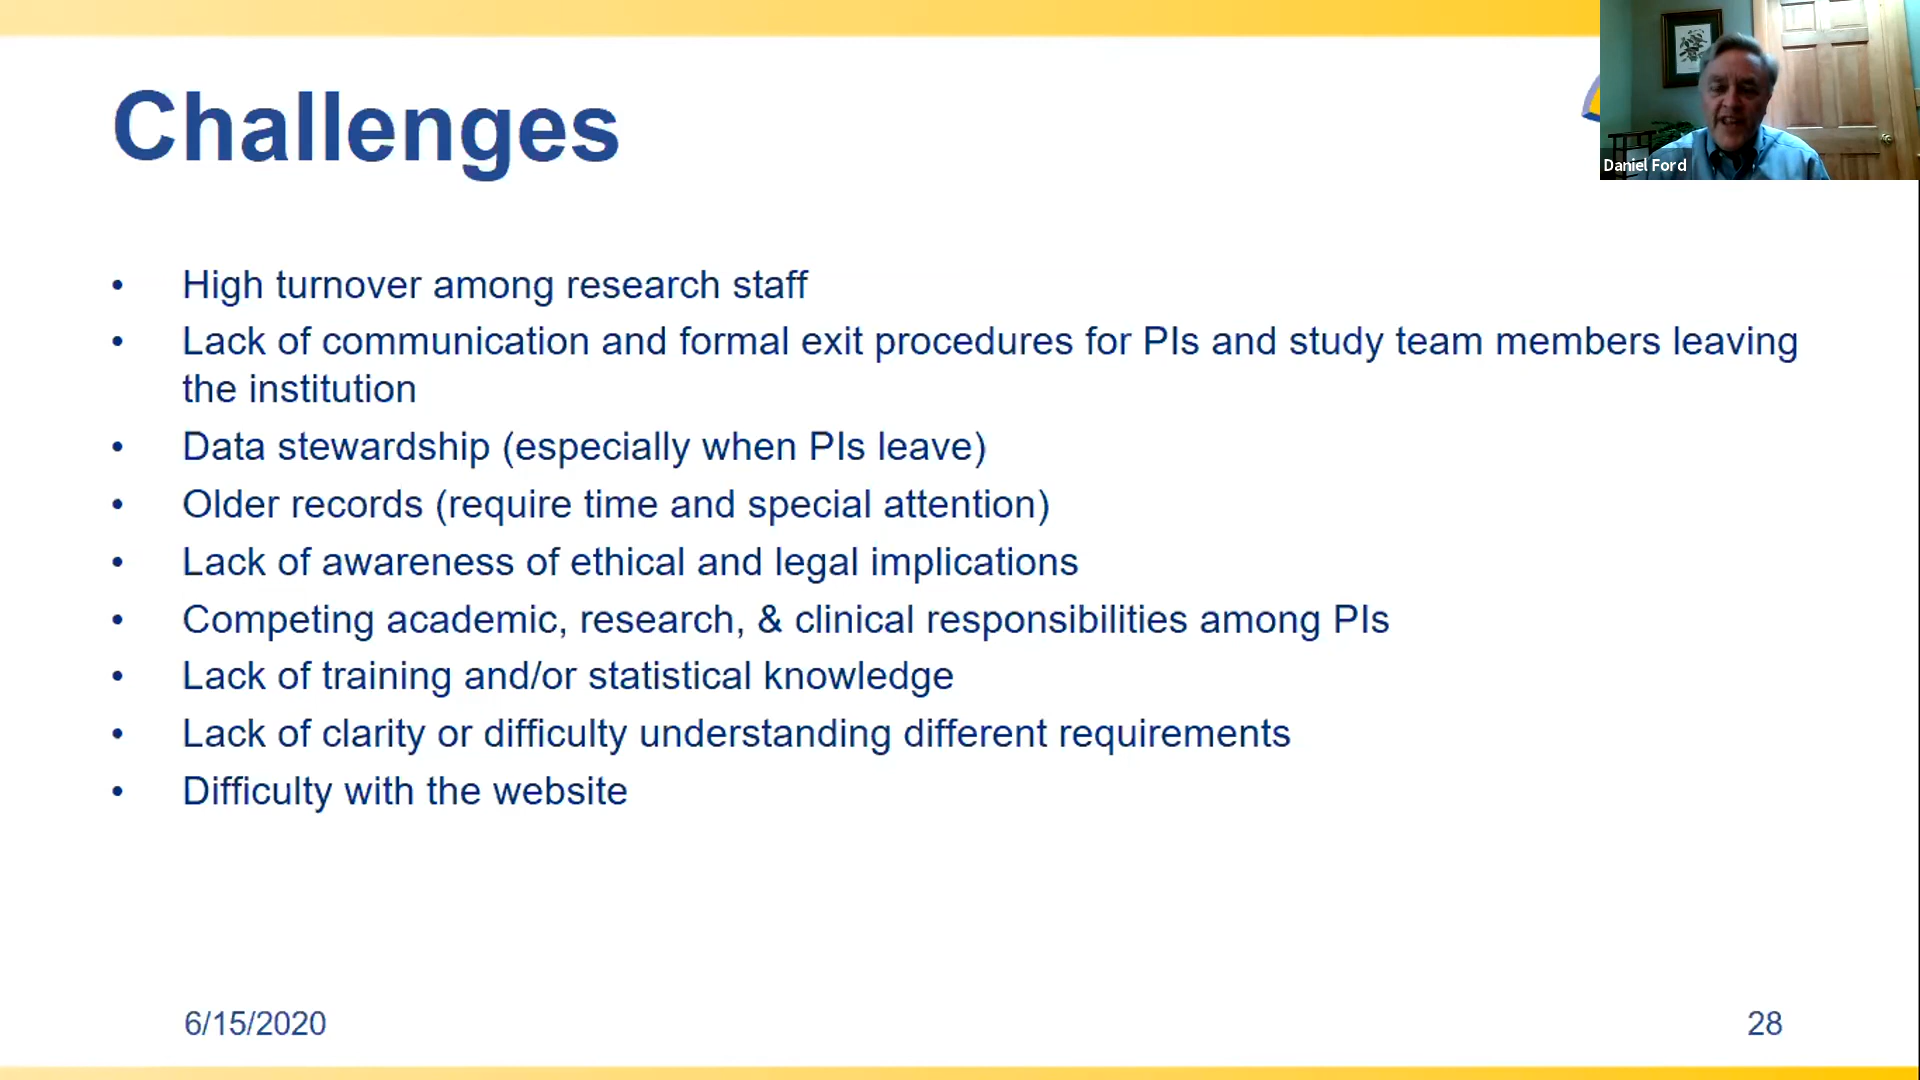 Challenges
Daniel Ford
• High turnover among research staff
• Lack of communication and formal exit procedures for PIs and study team members leaving
the institution
• Data stewardship (especially when PIs leave)
• Older records (require time and special attention)
• Lack of awareness of ethical and legal implications
• Competing academic, research, & clinical responsibilities among PIs
• Lack of training and/or statistical knowledge
• Lack of clarity or difficulty understanding different requirements
• Difficulty with the website
6/15/2020
28